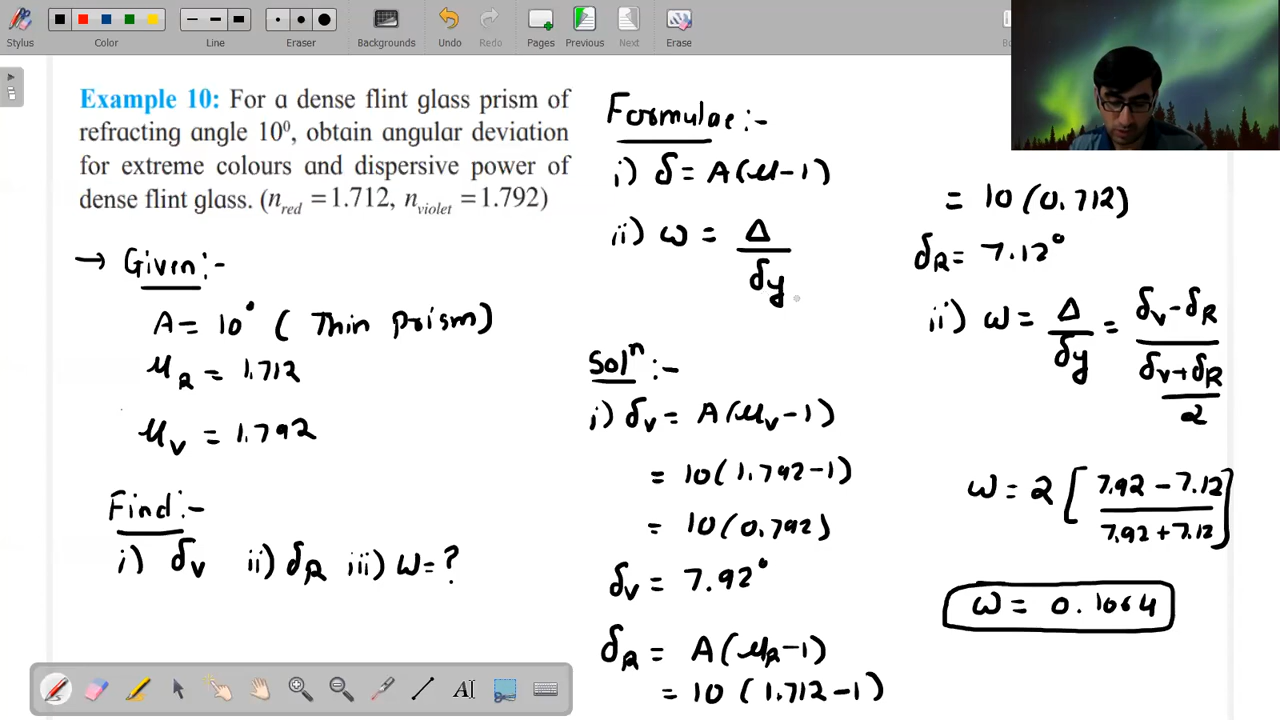 Stylus
Color
Line
Eraser
Backgrounds
Undo
Redo
Pages
Previous
Next
Erase
Example 10: For a dense flint glass prism of
refracting angle 10⁰, obtain angular deviation
for extreme colours and dispersive power of
dense flint glass. (n_red = 1.712, n_violet = 1.792)
→ Given:-
A = 10° ( Thin Prism)
μ_R = 1.712
μ_V = 1.792
Find:-
i) δ_V ii) δ_R iii) ω = ?
Formulae:-
i) δ = A(μ-1)
ii) ω = Δ / δy
Solⁿ:-
i) δ_V = A(μ_V - 1)
= 10(1.792-1)
= 10(0.792)
δ_V = 7.92°
δ_R = A(μ_R-1)
= 10 (1.712-1)
= 10(0.712)
δ_R = 7.12°
ii) ω = Δ / δy = (δ_V - δ_R) / ((δ_V + δ_R) / 2)
ω = 2 [ (7.92 - 7.12) / (7.92 + 7.12) ]
ω = 0.1064